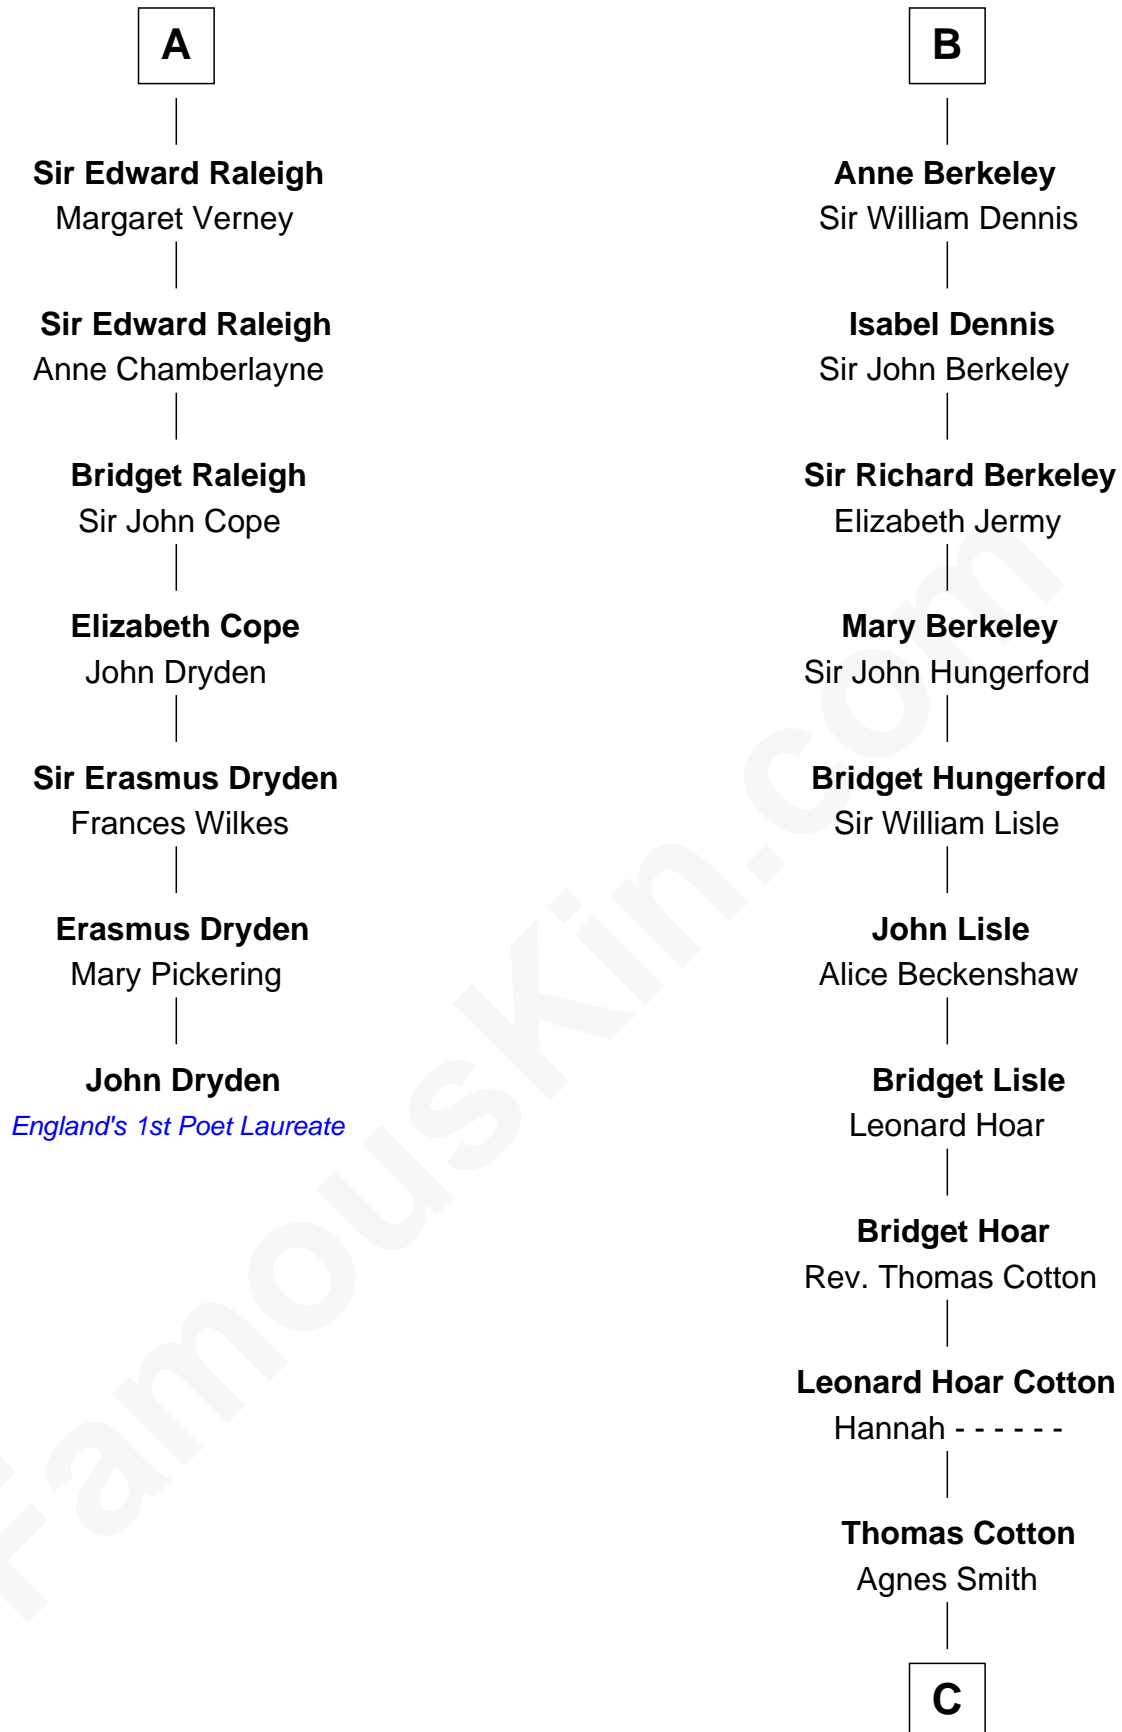 A
Sir Edward Raleigh
Margaret Verney
Sir Edward Raleigh
Anne Chamberlayne
Bridget Raleigh
Sir John Cope
Elizabeth Cope
John Dryden
Sir Erasmus Dryden
Frances Wilkes
Erasmus Dryden
Mary Pickering
John Dryden
England's 1st Poet Laureate
B
Anne Berkeley
Sir William Dennis
Isabel Dennis
Sir John Berkeley
Sir Richard Berkeley
Elizabeth Jermy
Mary Berkeley
Sir John Hungerford
Bridget Hungerford
Sir William Lisle
John Lisle
Alice Beckenshaw
Bridget Lisle
Leonard Hoar
Bridget Hoar
Rev. Thomas Cotton
Leonard Hoar Cotton
Hannah - - - - - -
Thomas Cotton
Agnes Smith
C
FamousKin.com